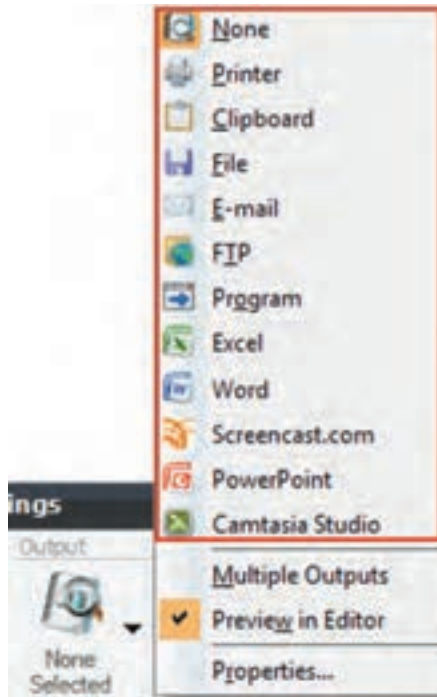 None
Printer
Clipboard
File
E-mail
FTP
Program
Excel
Word
Screencast.com
PowerPoint
Camtasia Studio
ings
Output
None
Selected
Multiple Outputs
Preview in Editor
Properties...